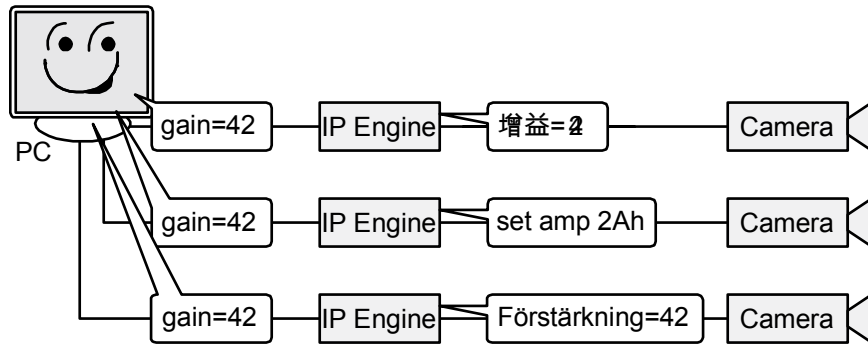 PC
gain=42
IP Engine
增益=
Camera
gain=42
IP Engine
set amp 2Ah
Camera
gain=42
IP Engine
Förstärkning=42
Camera